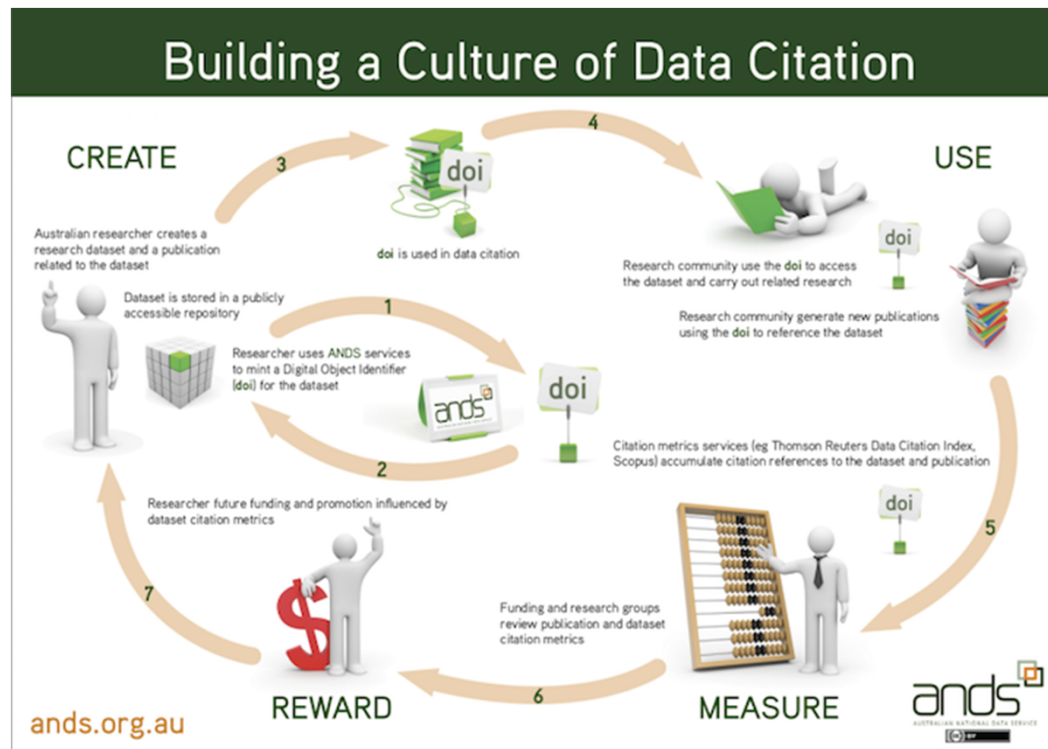 Building a Culture of Data Citation
CREATE
3
doi
doi is used in data citation
4
USE
Australian researcher creates a
research dataset and a publication
related to the dataset
Dataset is stored in a publicly
accessible repository
1
Researcher uses ANDS services
to mint a Digital Object Identifier
(doi) for the dataset
ands
doi
2
doi
Research community use the doi to access
the dataset and carry out related research
Research community generate new publications
using the doi to reference the dataset
Citation metrics services (eg Thomson Reuters Data Citation Index,
Scopus) accumulate citation references to the dataset and publication
doi
5
Researcher future funding and promotion influenced by
dataset citation metrics
7
Funding and research groups
review publication and dataset
citation metrics
6
REWARD
MEASURE
ands.org.au
ands
AUSTRALIAN NATIONAL DATA SERVICE
(cc) BY